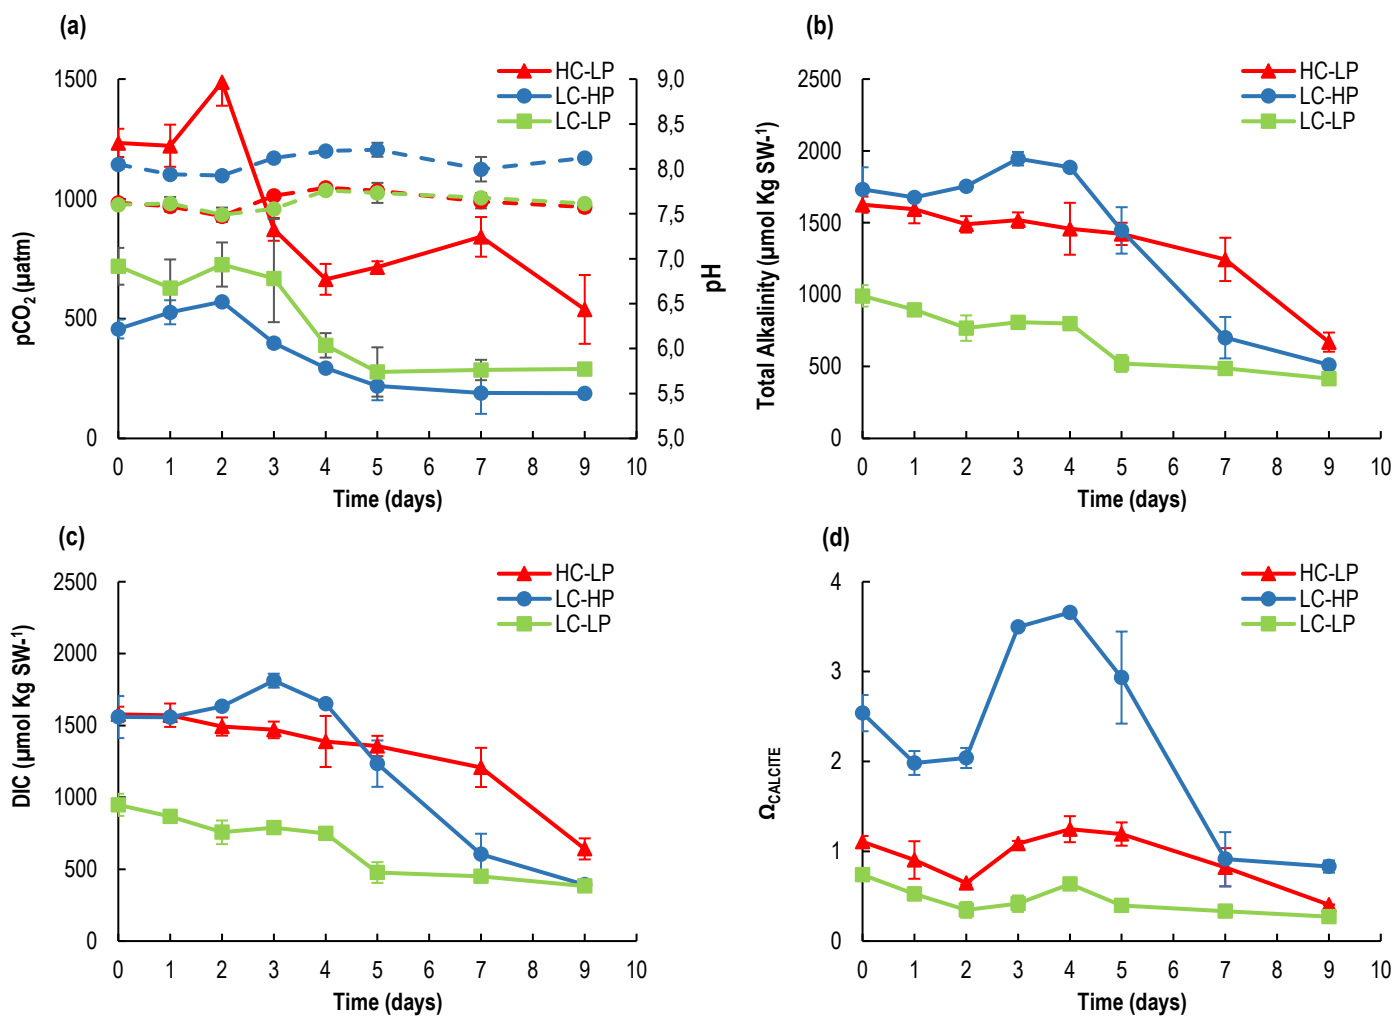 (a)
HC-LP
LC-HP
LC-LP
1500
1000
500
0
pCO₂ (µatm)
9,0
8,5
8,0
7,5
7,0
6,5
6,0
5,5
5,0
pH
0 1 2 3 4 5 6 7 8 9 10
Time (days)
(b)
HC-LP
LC-HP
LC-LP
2500
2000
1500
1000
500
0
Total Alkalinity (µmol Kg SW-¹)
0 1 2 3 4 5 6 7 8 9 10
Time (days)
(c)
HC-LP
LC-HP
LC-LP
2500
2000
1500
1000
500
0
DIC (µmol Kg SW-¹)
0 1 2 3 4 5 6 7 8 9 10
Time (days)
(d)
HC-LP
LC-HP
LC-LP
4
3
2
1
0
Ω CALCITE
0 1 2 3 4 5 6 7 8 9 10
Time (days)